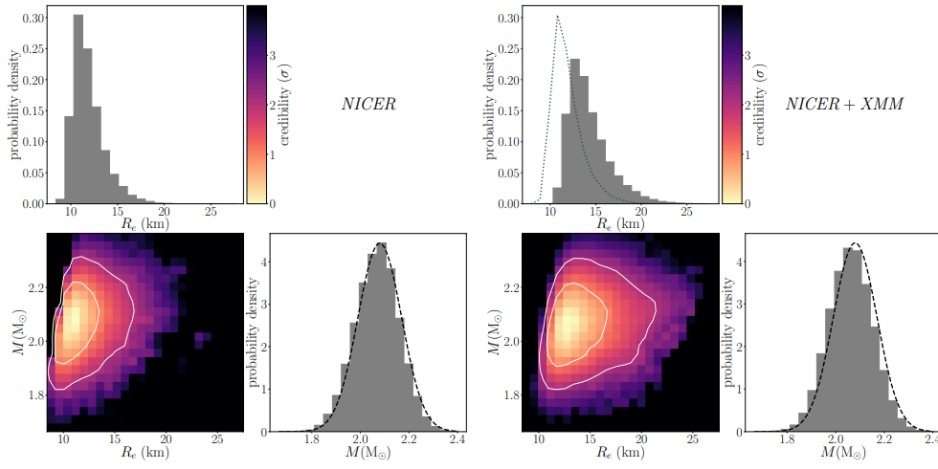 0.30
0.25
0.20
0.15
0.10
0.05
0.00
probability density
10 15 20 25
R_e (km)
3
2
1
0
credibility (σ)
NICER
0.30
0.25
0.20
0.15
0.10
0.05
0.00
probability density
10 15 20 25
R_e (km)
3
2
1
0
credibility (σ)
NICER + XMM
2.2
2.0
1.8
M(M☉)
10 15 20 25
R_e (km)
4
3
2
1
0
probability density
1.8 2.0 2.2 2.4
M(M☉)
2.2
2.0
1.8
M(M☉)
10 15 20 25
R_e (km)
4
3
2
1
0
probability density
1.8 2.0 2.2 2.4
M(M☉)